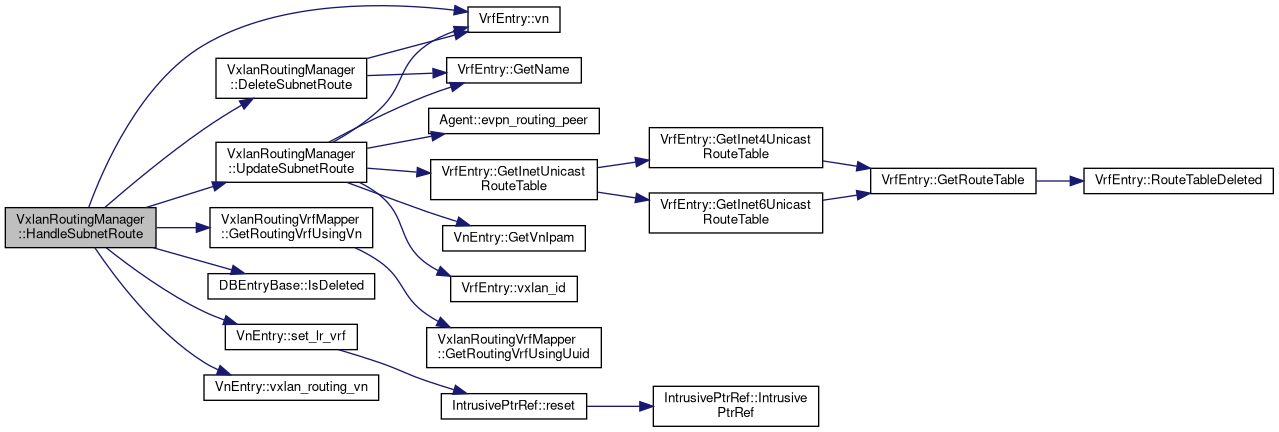 VxlanRoutingManager
::HandleSubnetRoute
VrfEntry::vn
VxlanRoutingManager
::DeleteSubnetRoute
VrfEntry::GetName
VxlanRoutingManager
::UpdateSubnetRoute
Agent::evpn_routing_peer
VrfEntry::GetInetUnicast
RouteTable
VrfEntry::GetInet4Unicast
RouteTable
VrfEntry::GetInet6Unicast
RouteTable
VrfEntry::GetRouteTable
VrfEntry::RouteTableDeleted
VnEntry::GetVnIpam
VrfEntry::vxlan_id
VxlanRoutingVrfMapper
::GetRoutingVrfUsingVn
VxlanRoutingVrfMapper
::GetRoutingVrfUsingUuid
DBEntryBase::IsDeleted
VnEntry::set_lr_vrf
IntrusivePtrRef::reset
IntrusivePtrRef::Intrusive
PtrRef
VnEntry::vxlan_routing_vn